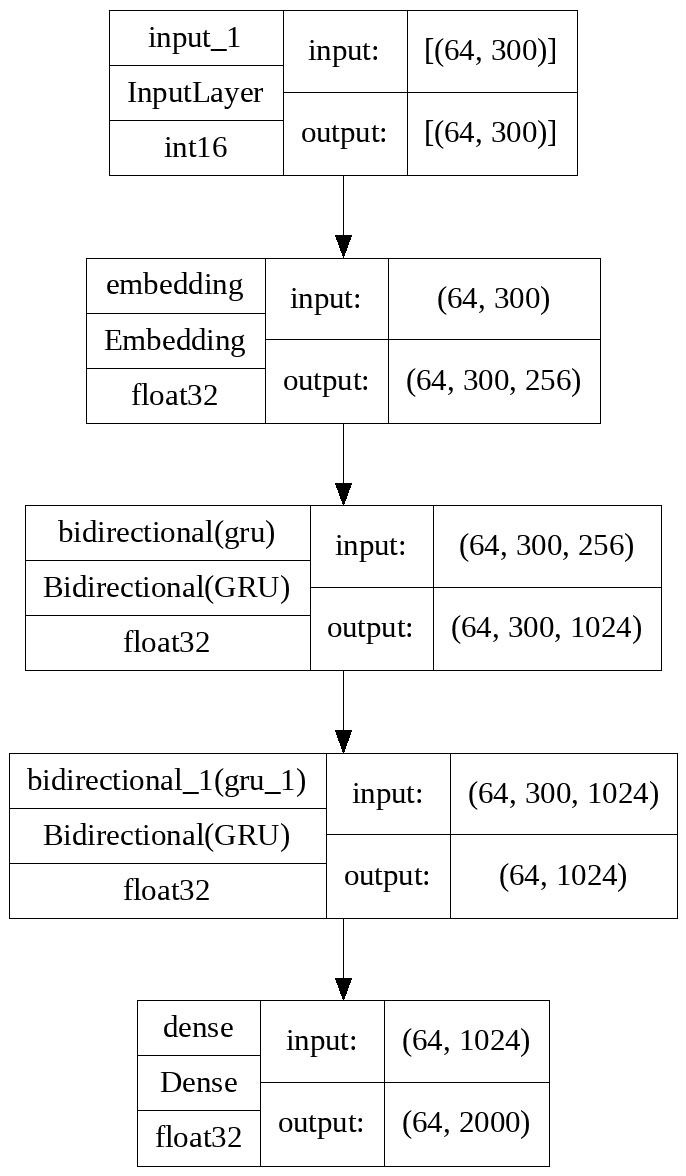 input_1
InputLayer
int16
input:
[(64, 300)]
output:
[(64, 300)]
embedding
Embedding
float32
input:
(64, 300)
output:
(64, 300, 256)
bidirectional(gru)
Bidirectional(GRU)
float32
input:
(64, 300, 256)
output:
(64, 300, 1024)
bidirectional_1(gru_1)
Bidirectional(GRU)
float32
input:
(64, 300, 1024)
output:
(64, 1024)
dense
Dense
float32
input:
(64, 1024)
output:
(64, 2000)